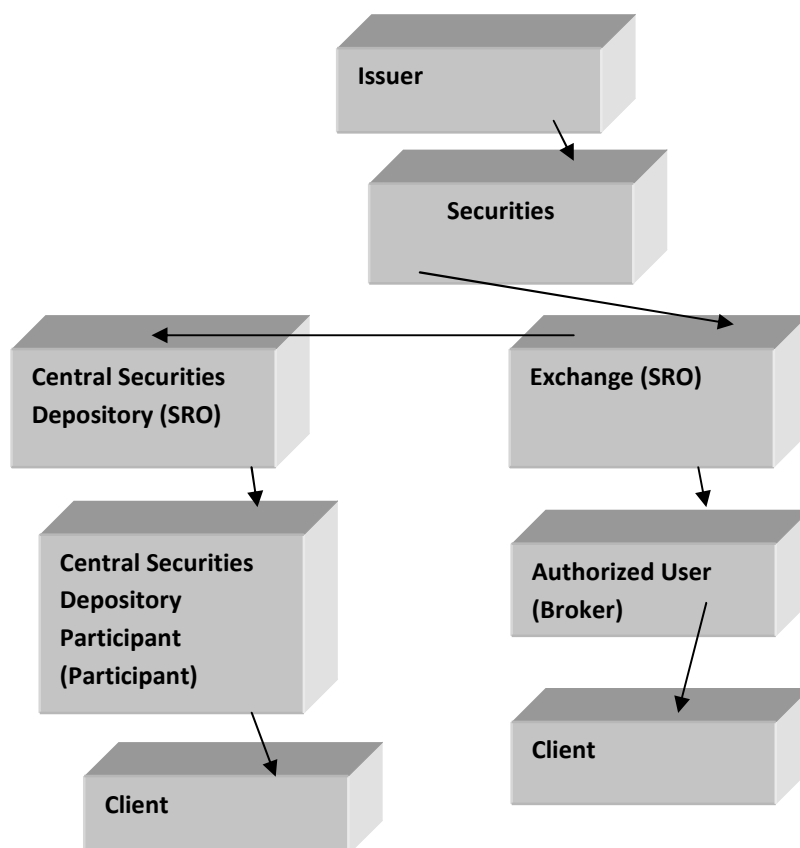 Issuer
Securities
Central Securities
Depository (SRO)
Exchange (SRO)
Central Securities
Depository
Participant
(Participant)
Authorized User
(Broker)
Client
Client